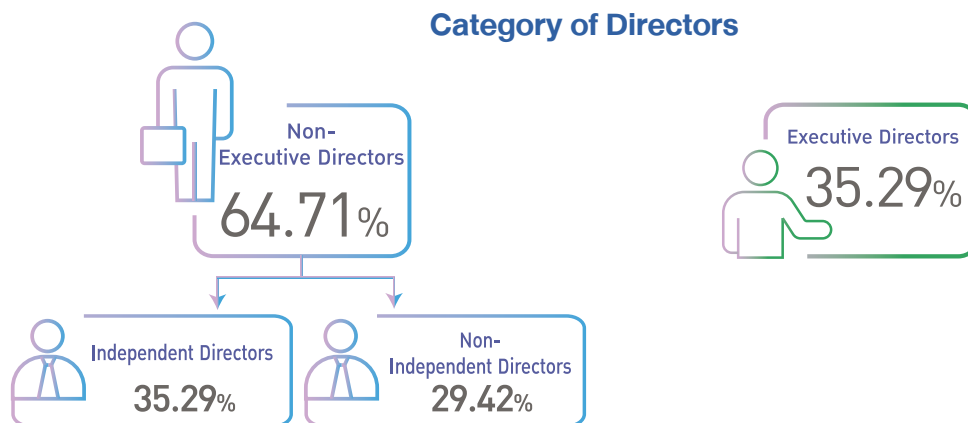 Category of Directors
Non-
Executive Directors
64.71%
Executive Directors
35.29%
Independent Directors
35.29%
Non-
Independent Directors
29.42%